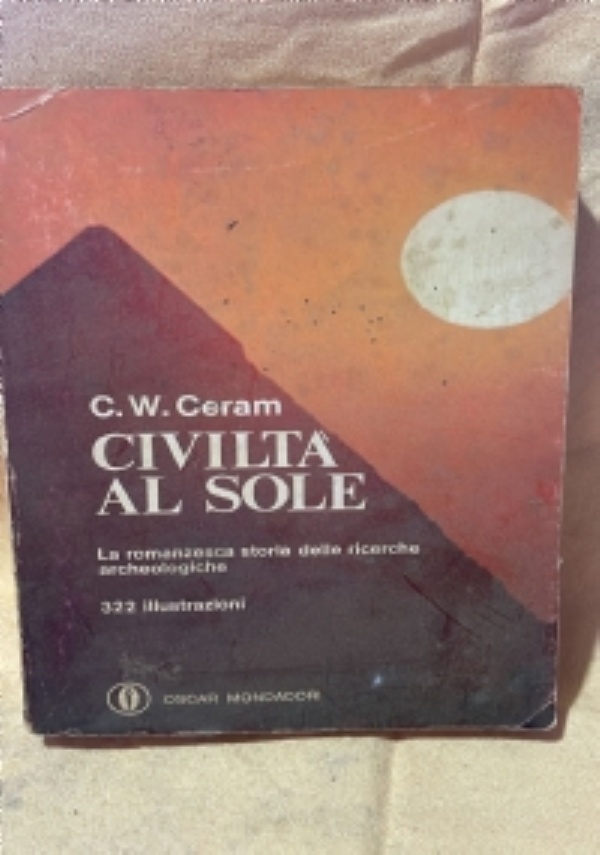 C. W. Ceram
CIVILTÀ
AL SOLE
La romanzesca storia delle ricerche
archeologiche
322 illustrazioni
OSCAR MONDADORI